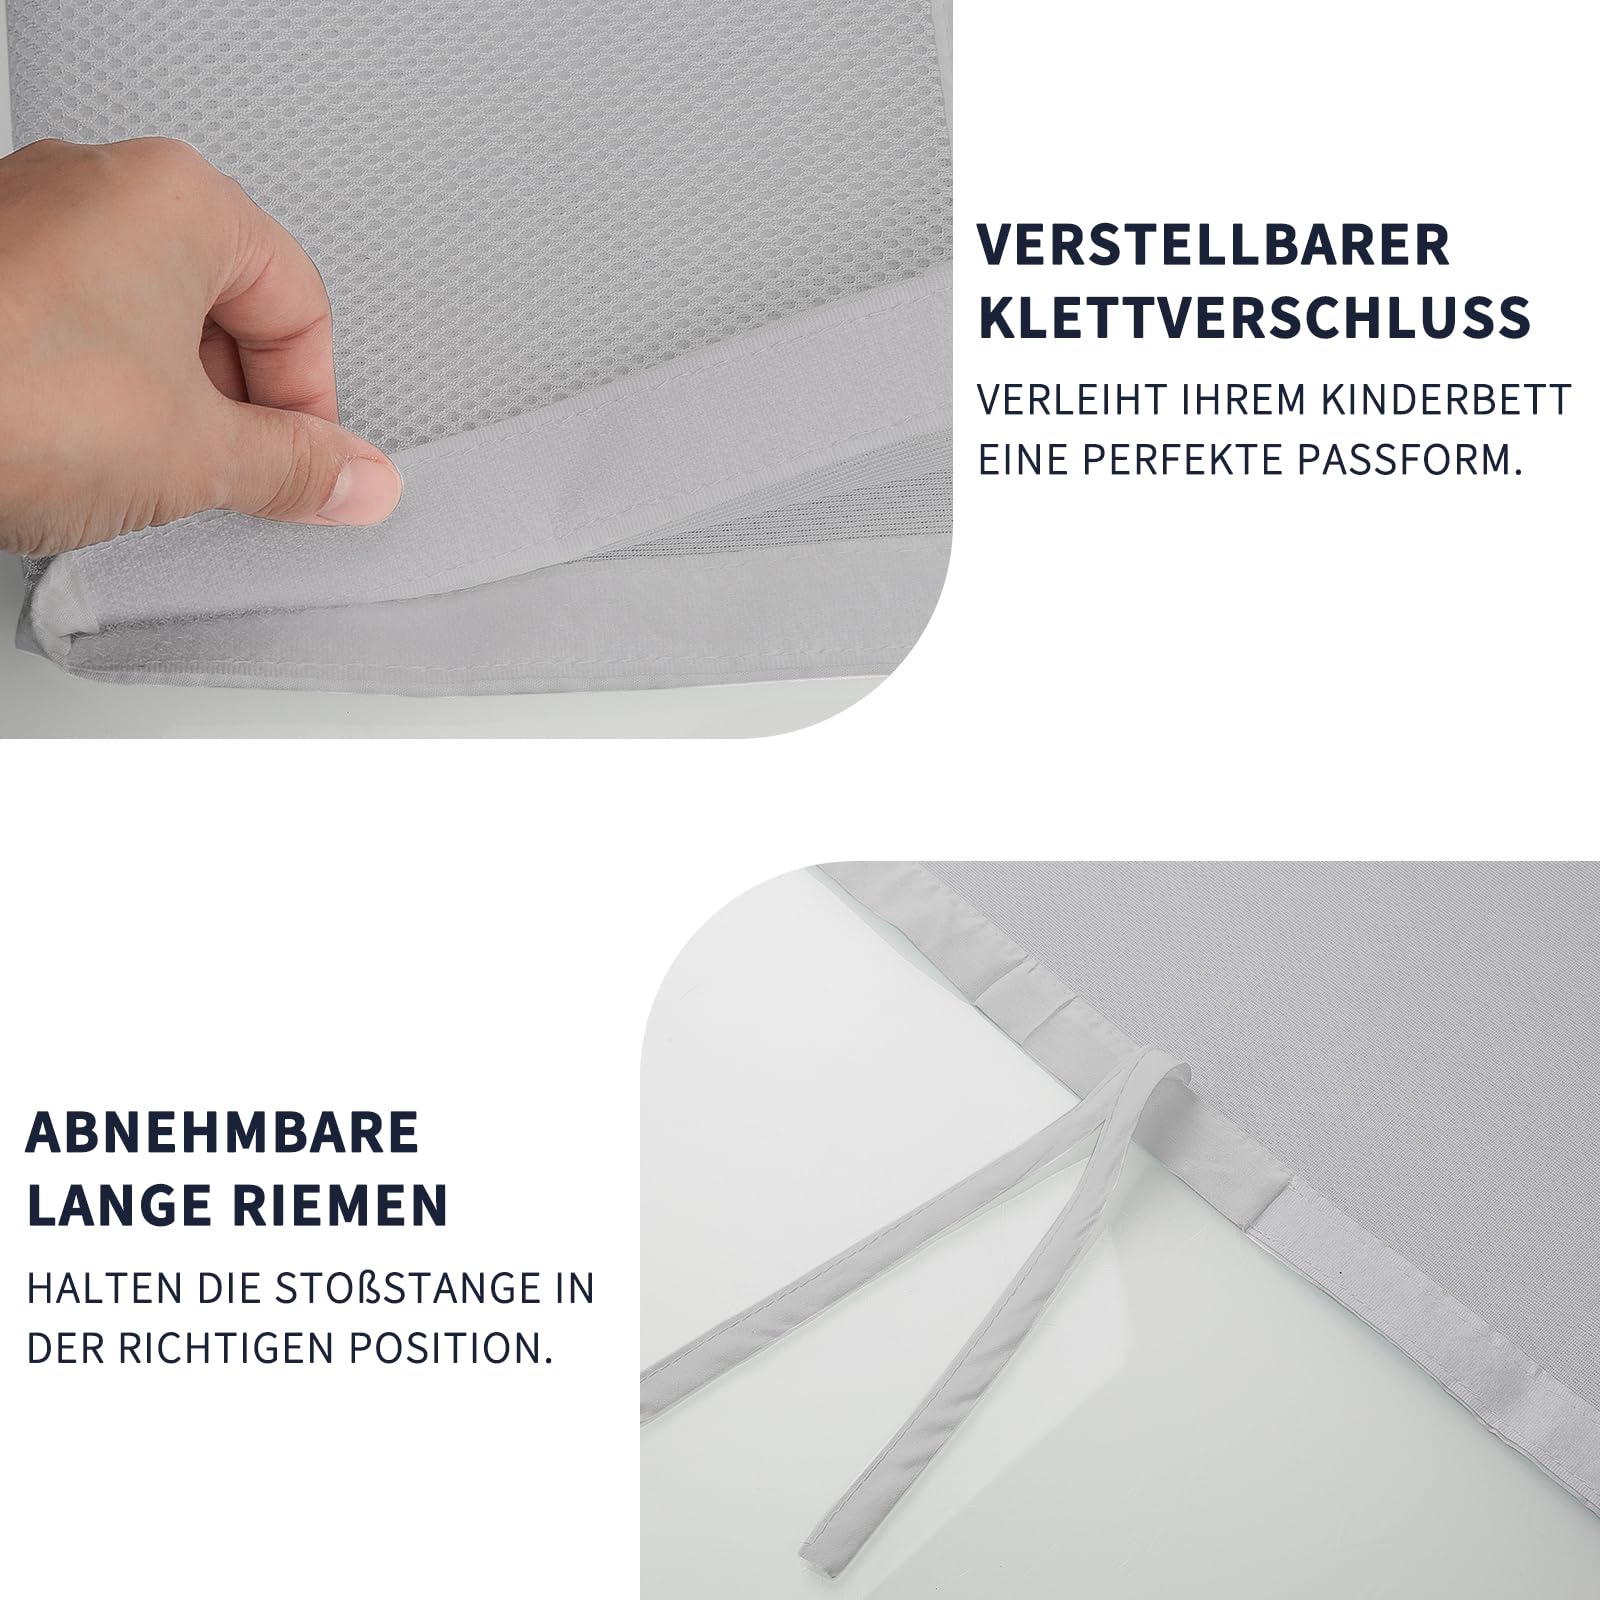 VERSTELLBARER
KLETTVERSCHLUSS
VERLEIHT IHREM KINDERBETT
EINE PERFEKTE PASSFORM.
ABNEHMBARE
LANGE RIEMEN
HALTEN DIE STOßSTANGE IN
DER RICHTIGEN POSITION.